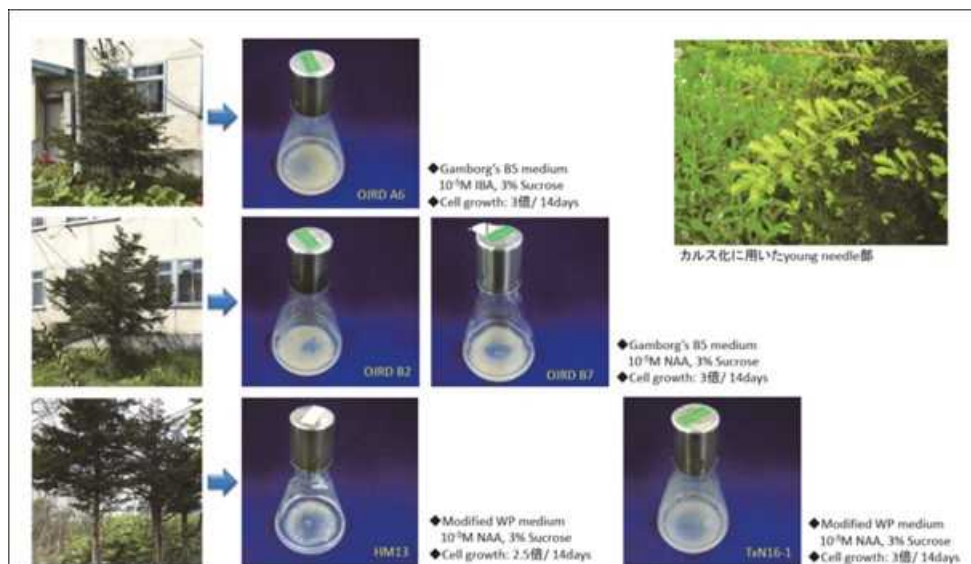 OJRD A6
◆Gamborg's B5 medium
10⁻⁵M IBA, 3% Sucrose
◆Cell growth: 3倍/ 14days
カルス化に用いたyoung needle部
OJRD B2
OJRD B7
◆Gamborg's B5 medium
10⁻⁵M NAA, 3% Sucrose
◆Cell growth: 3倍/ 14days
HM13
◆Modified WP medium
10⁻⁵M NAA, 3% Sucrose
◆Cell growth: 2.5倍/ 14days
TxN16-1
◆Modified WP medium
10⁻⁵M NAA, 3% Sucrose
◆Cell growth: 3倍/ 14days